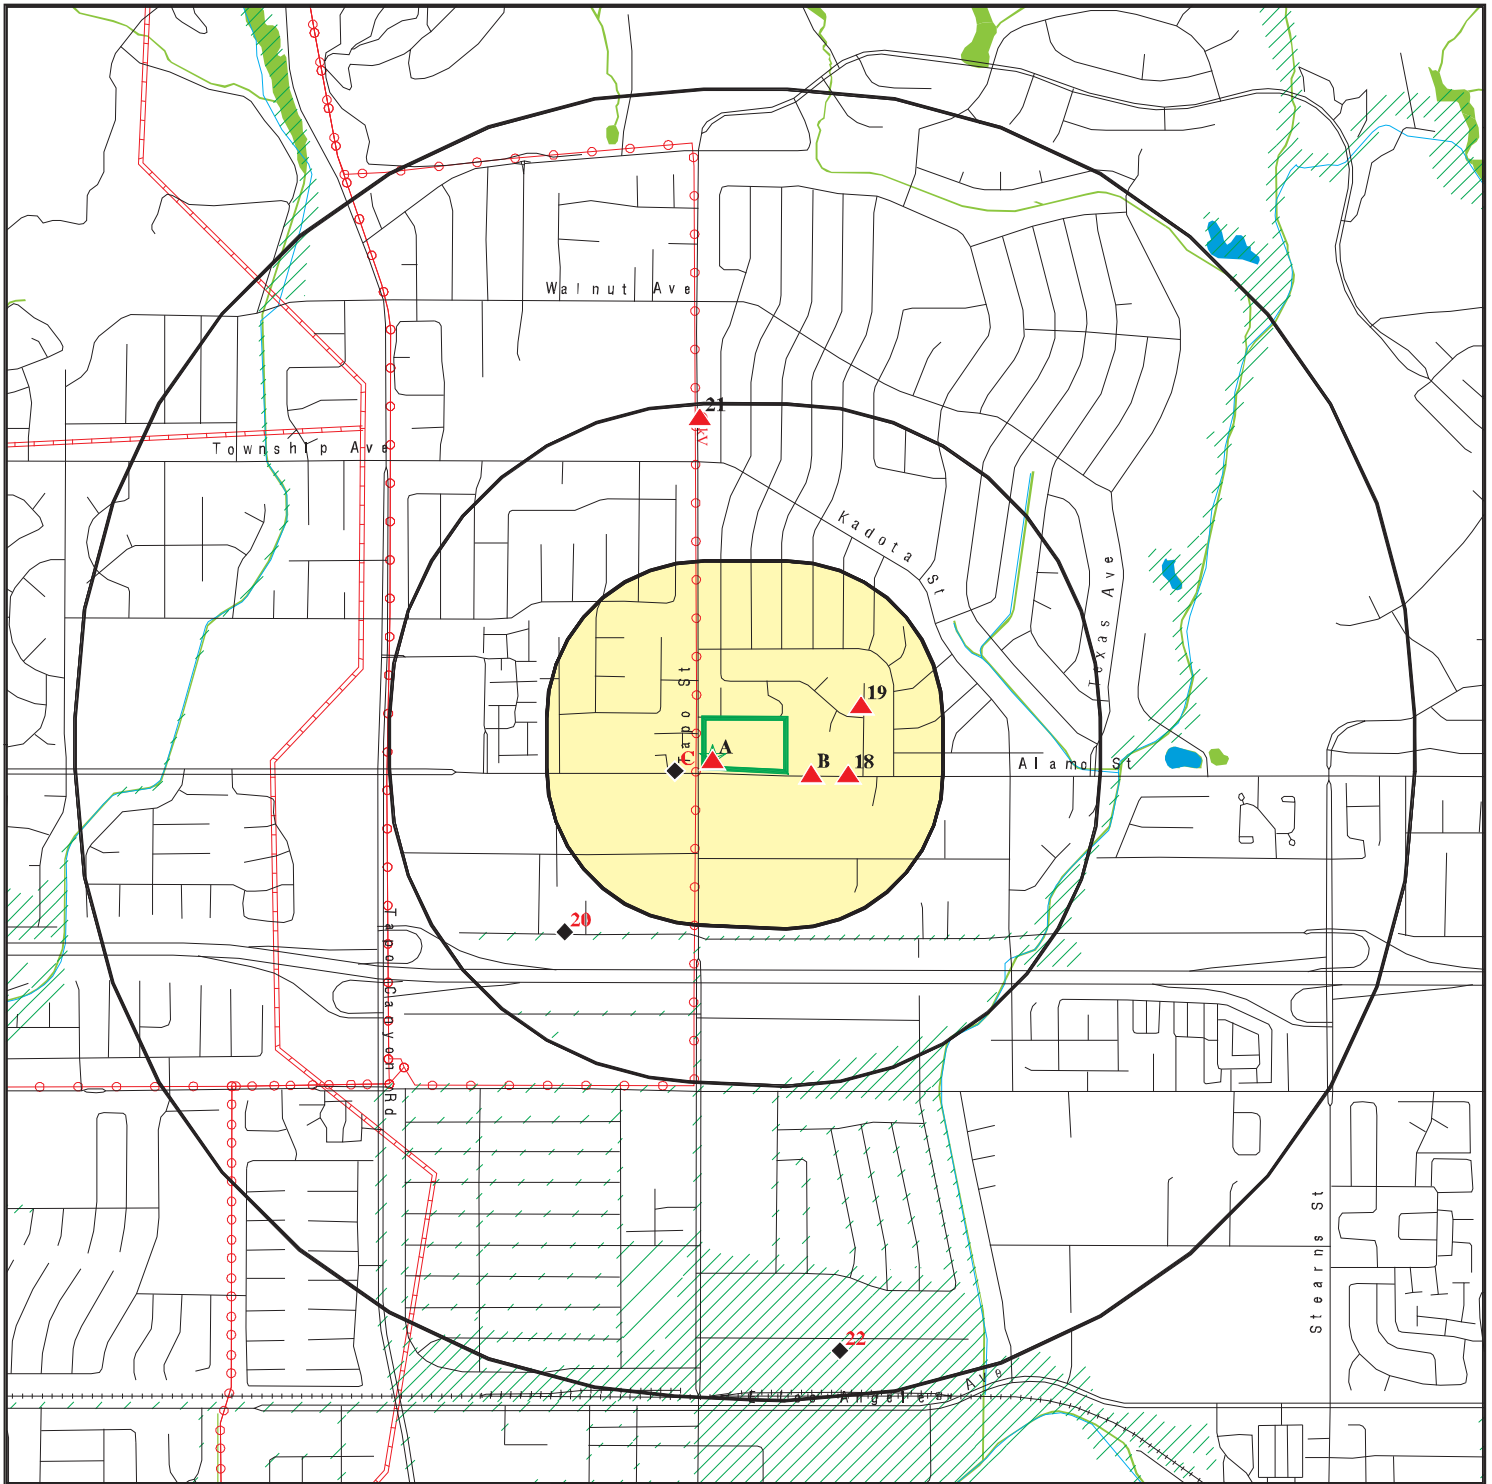 Walnut Ave
21
kV
Township Ave
Kadota St
Texas Ave
19
Tapo St
A
C
B
18
Alamo St
20
Tapo Canyon Rd
Stearns St
22
E Los Angeles Ave